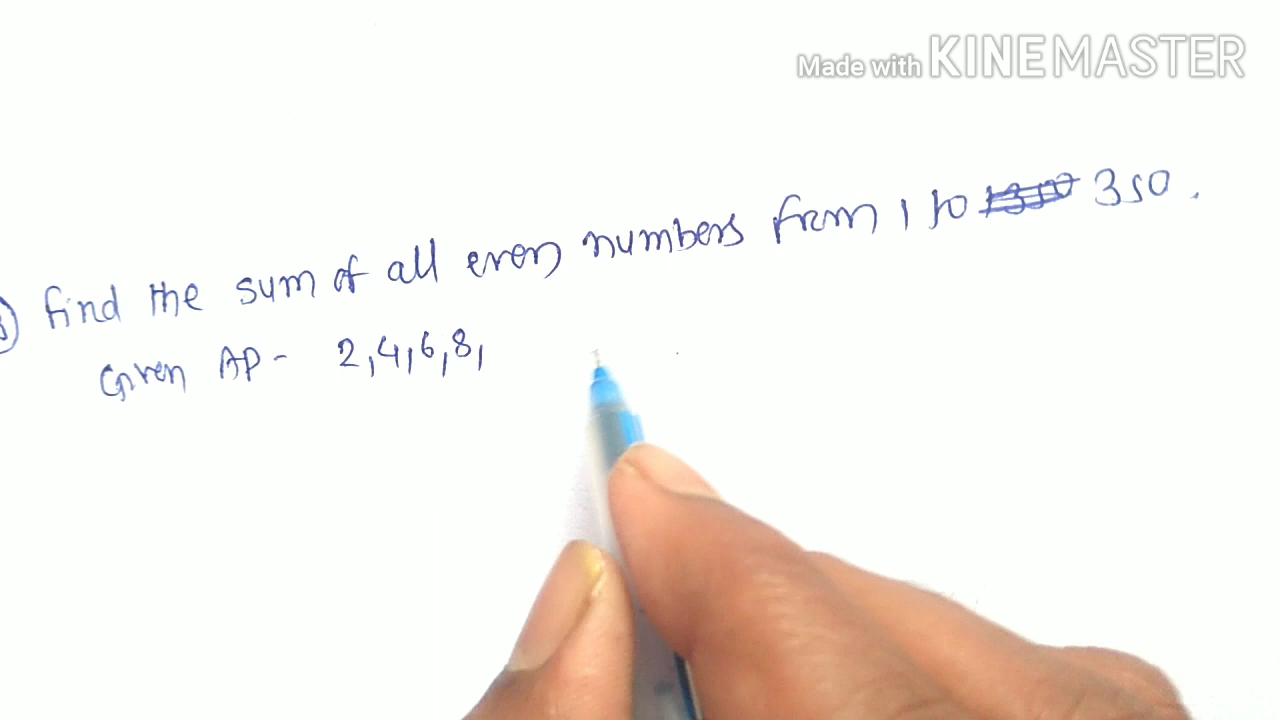 Made with KINEMASTER
find the sum of all even numbers from 1 to 350.
Given AP - 2,4,6,8,